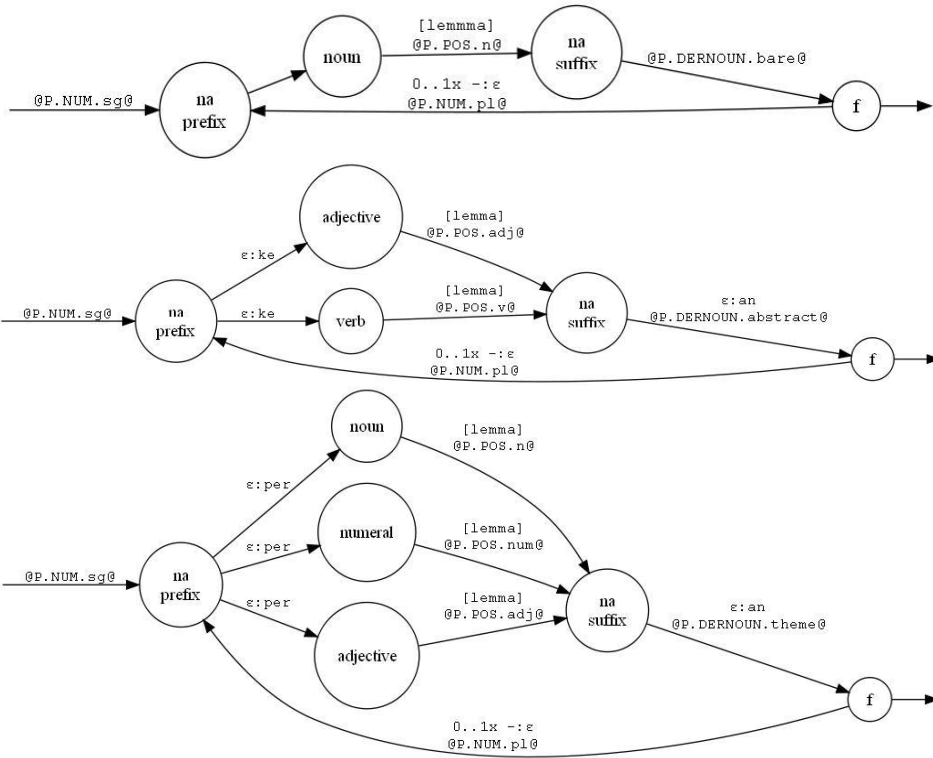 [lemmma]
@P.POS.n@
noun
na
suffix
@P.DERNOUN.bare@
@P.NUM.sg@
na
prefix
0..1x -:ε
@P.NUM.pl@
f
adjective
[lemma]
@P.POS.adj@
ε:ke
@P.NUM.sg@
na
prefix
ε:ke
verb
[lemma]
@P.POS.v@
na
suffix
ε:an
@P.DERNOUN.abstract@
0..1x -:ε
@P.NUM.pl@
f
noun
[lemma]
@P.POS.n@
ε:per
numeral
[lemma]
@P.POS.num@
ε:per
@P.NUM.sg@
na
prefix
ε:per
adjective
[lemma]
@P.POS.adj@
na
suffix
ε:an
@P.DERNOUN.theme@
0..1x -:ε
@P.NUM.pl@
f